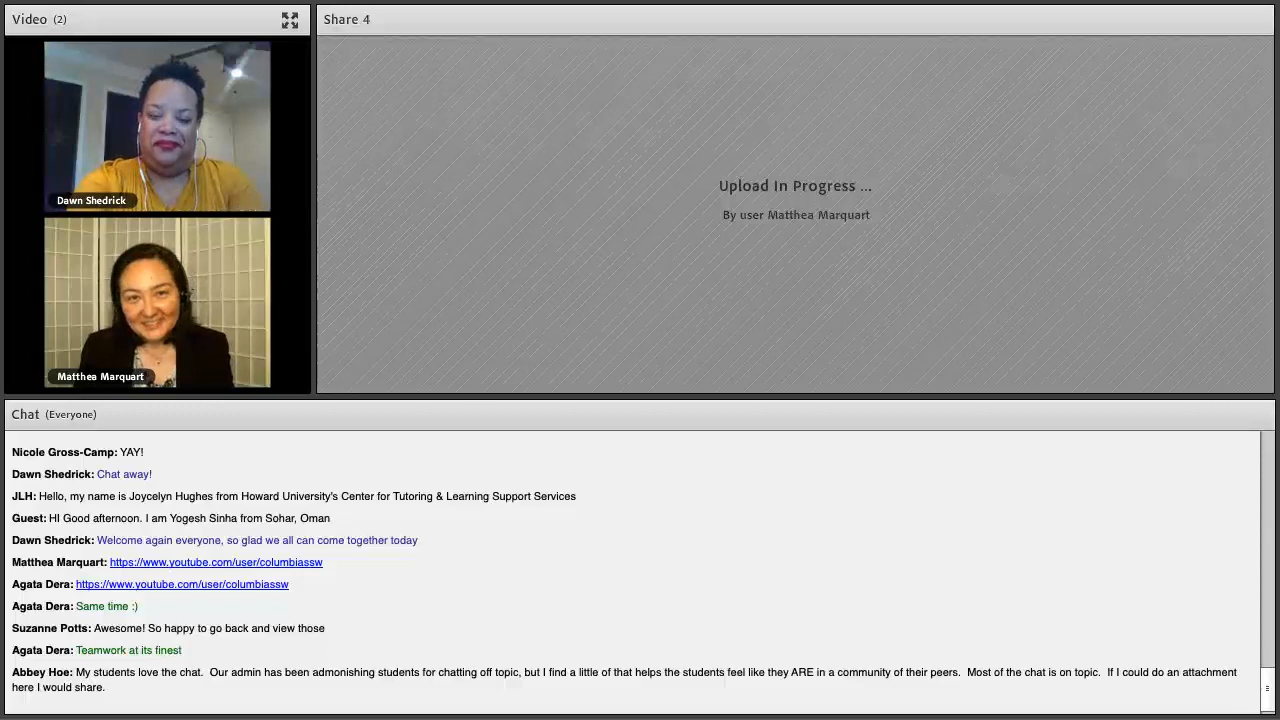 Video (2)
Share 4
Dawn Shedrick
Upload In Progress ...
By user Matthea Marquart
Matthea Marquart
Chat (Everyone)
Nicole Gross-Camp: YAY!
Dawn Shedrick: Chat away!
JLH: Hello, my name is Joycelyn Hughes from Howard University's Center for Tutoring & Learning Support Services
Guest: HI Good afternoon. I am Yogesh Sinha from Sohar, Oman
Dawn Shedrick: Welcome again everyone, so glad we all can come together today
Matthea Marquart: https://www.youtube.com/user/columbiassw
Agata Dera: https://www.youtube.com/user/columbiassw
Agata Dera: Same time :)
Suzanne Potts: Awesome! So happy to go back and view those
Agata Dera: Teamwork at its finest
Abbey Hoe: My students love the chat.  Our admin has been admonishing students for chatting off topic, but I find a little of that helps the students feel like they ARE in a community of their peers.  Most of the chat is on topic.  If I could do an attachment
here I would share.